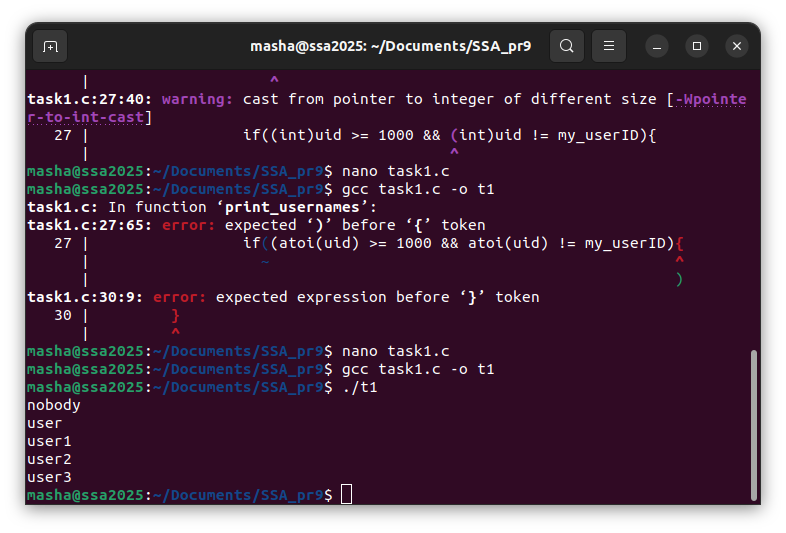 masha@ssa2025: ~/Documents/SSA_pr9
| ^
task1.c:27:40: warning: cast from pointer to integer of different size [-Wpointe
r-to-int-cast]
27 | if((int)uid >= 1000 && (int)uid != my_userID){
| ^
masha@ssa2025:~/Documents/SSA_pr9$ nano task1.c
masha@ssa2025:~/Documents/SSA_pr9$ gcc task1.c -o t1
task1.c: In function ‘print_usernames’:
task1.c:27:65: error: expected ‘)’ before ‘{’ token
27 | if((atoi(uid) >= 1000 && atoi(uid) != my_userID){
| ~ ^
| )
task1.c:30:9: error: expected expression before ‘}’ token
30 | }
| ^
masha@ssa2025:~/Documents/SSA_pr9$ nano task1.c
masha@ssa2025:~/Documents/SSA_pr9$ gcc task1.c -o t1
masha@ssa2025:~/Documents/SSA_pr9$ ./t1
nobody
user
user1
user2
user3
masha@ssa2025:~/Documents/SSA_pr9$